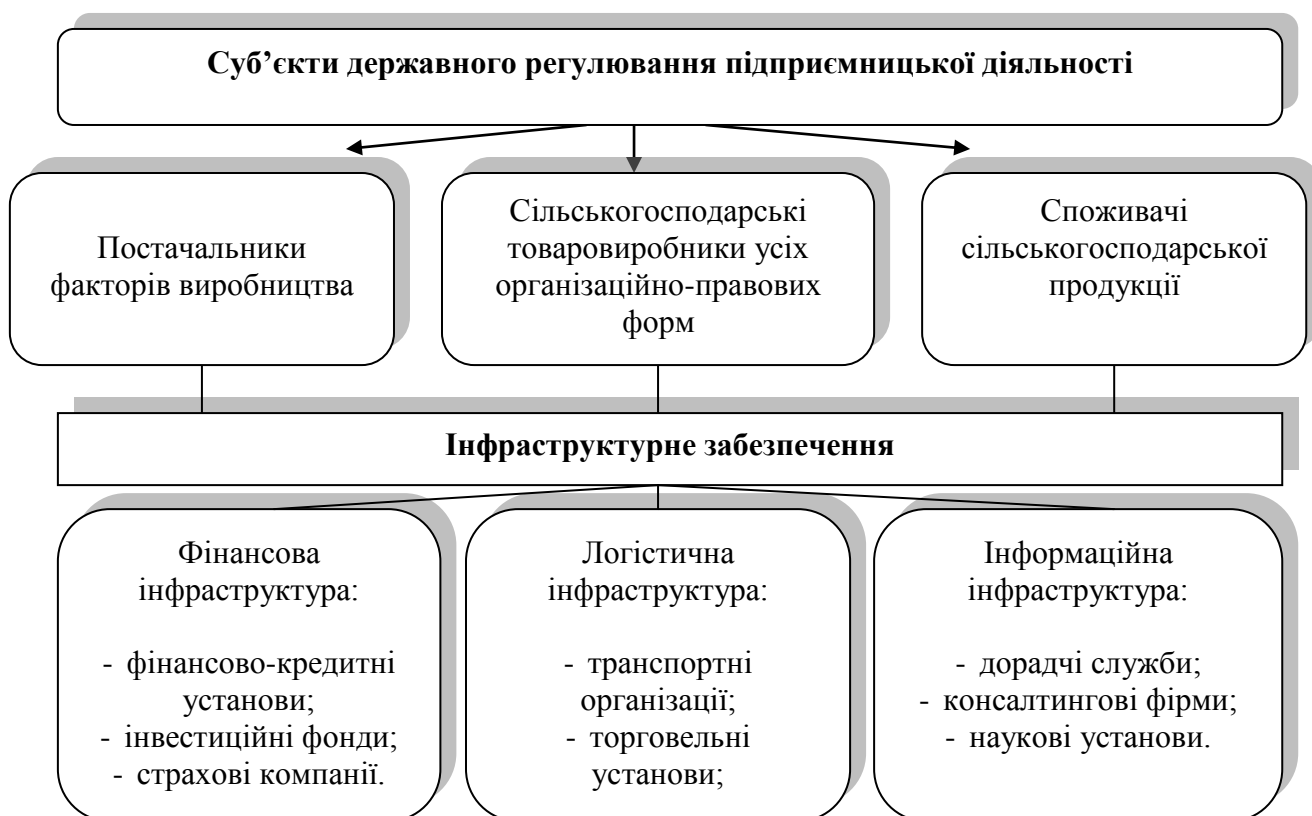 Суб’єкти державного регулювання підприємницької діяльності
Постачальники
факторів виробництва
Сільськогосподарські
товаровиробники усіх
організаційно-правових
форм
Споживачі
сільськогосподарської
продукції
Інфраструктурне забезпечення
Фінансова
інфраструктура:
- фінансово-кредитні
установи;
- інвестиційні фонди;
- страхові компанії.
Логістична
інфраструктура:
- транспортні
організації;
- торговельні
установи;
Інформаційна
інфраструктура:
- дорадчі служби;
- консалтингові фірми;
- наукові установи.